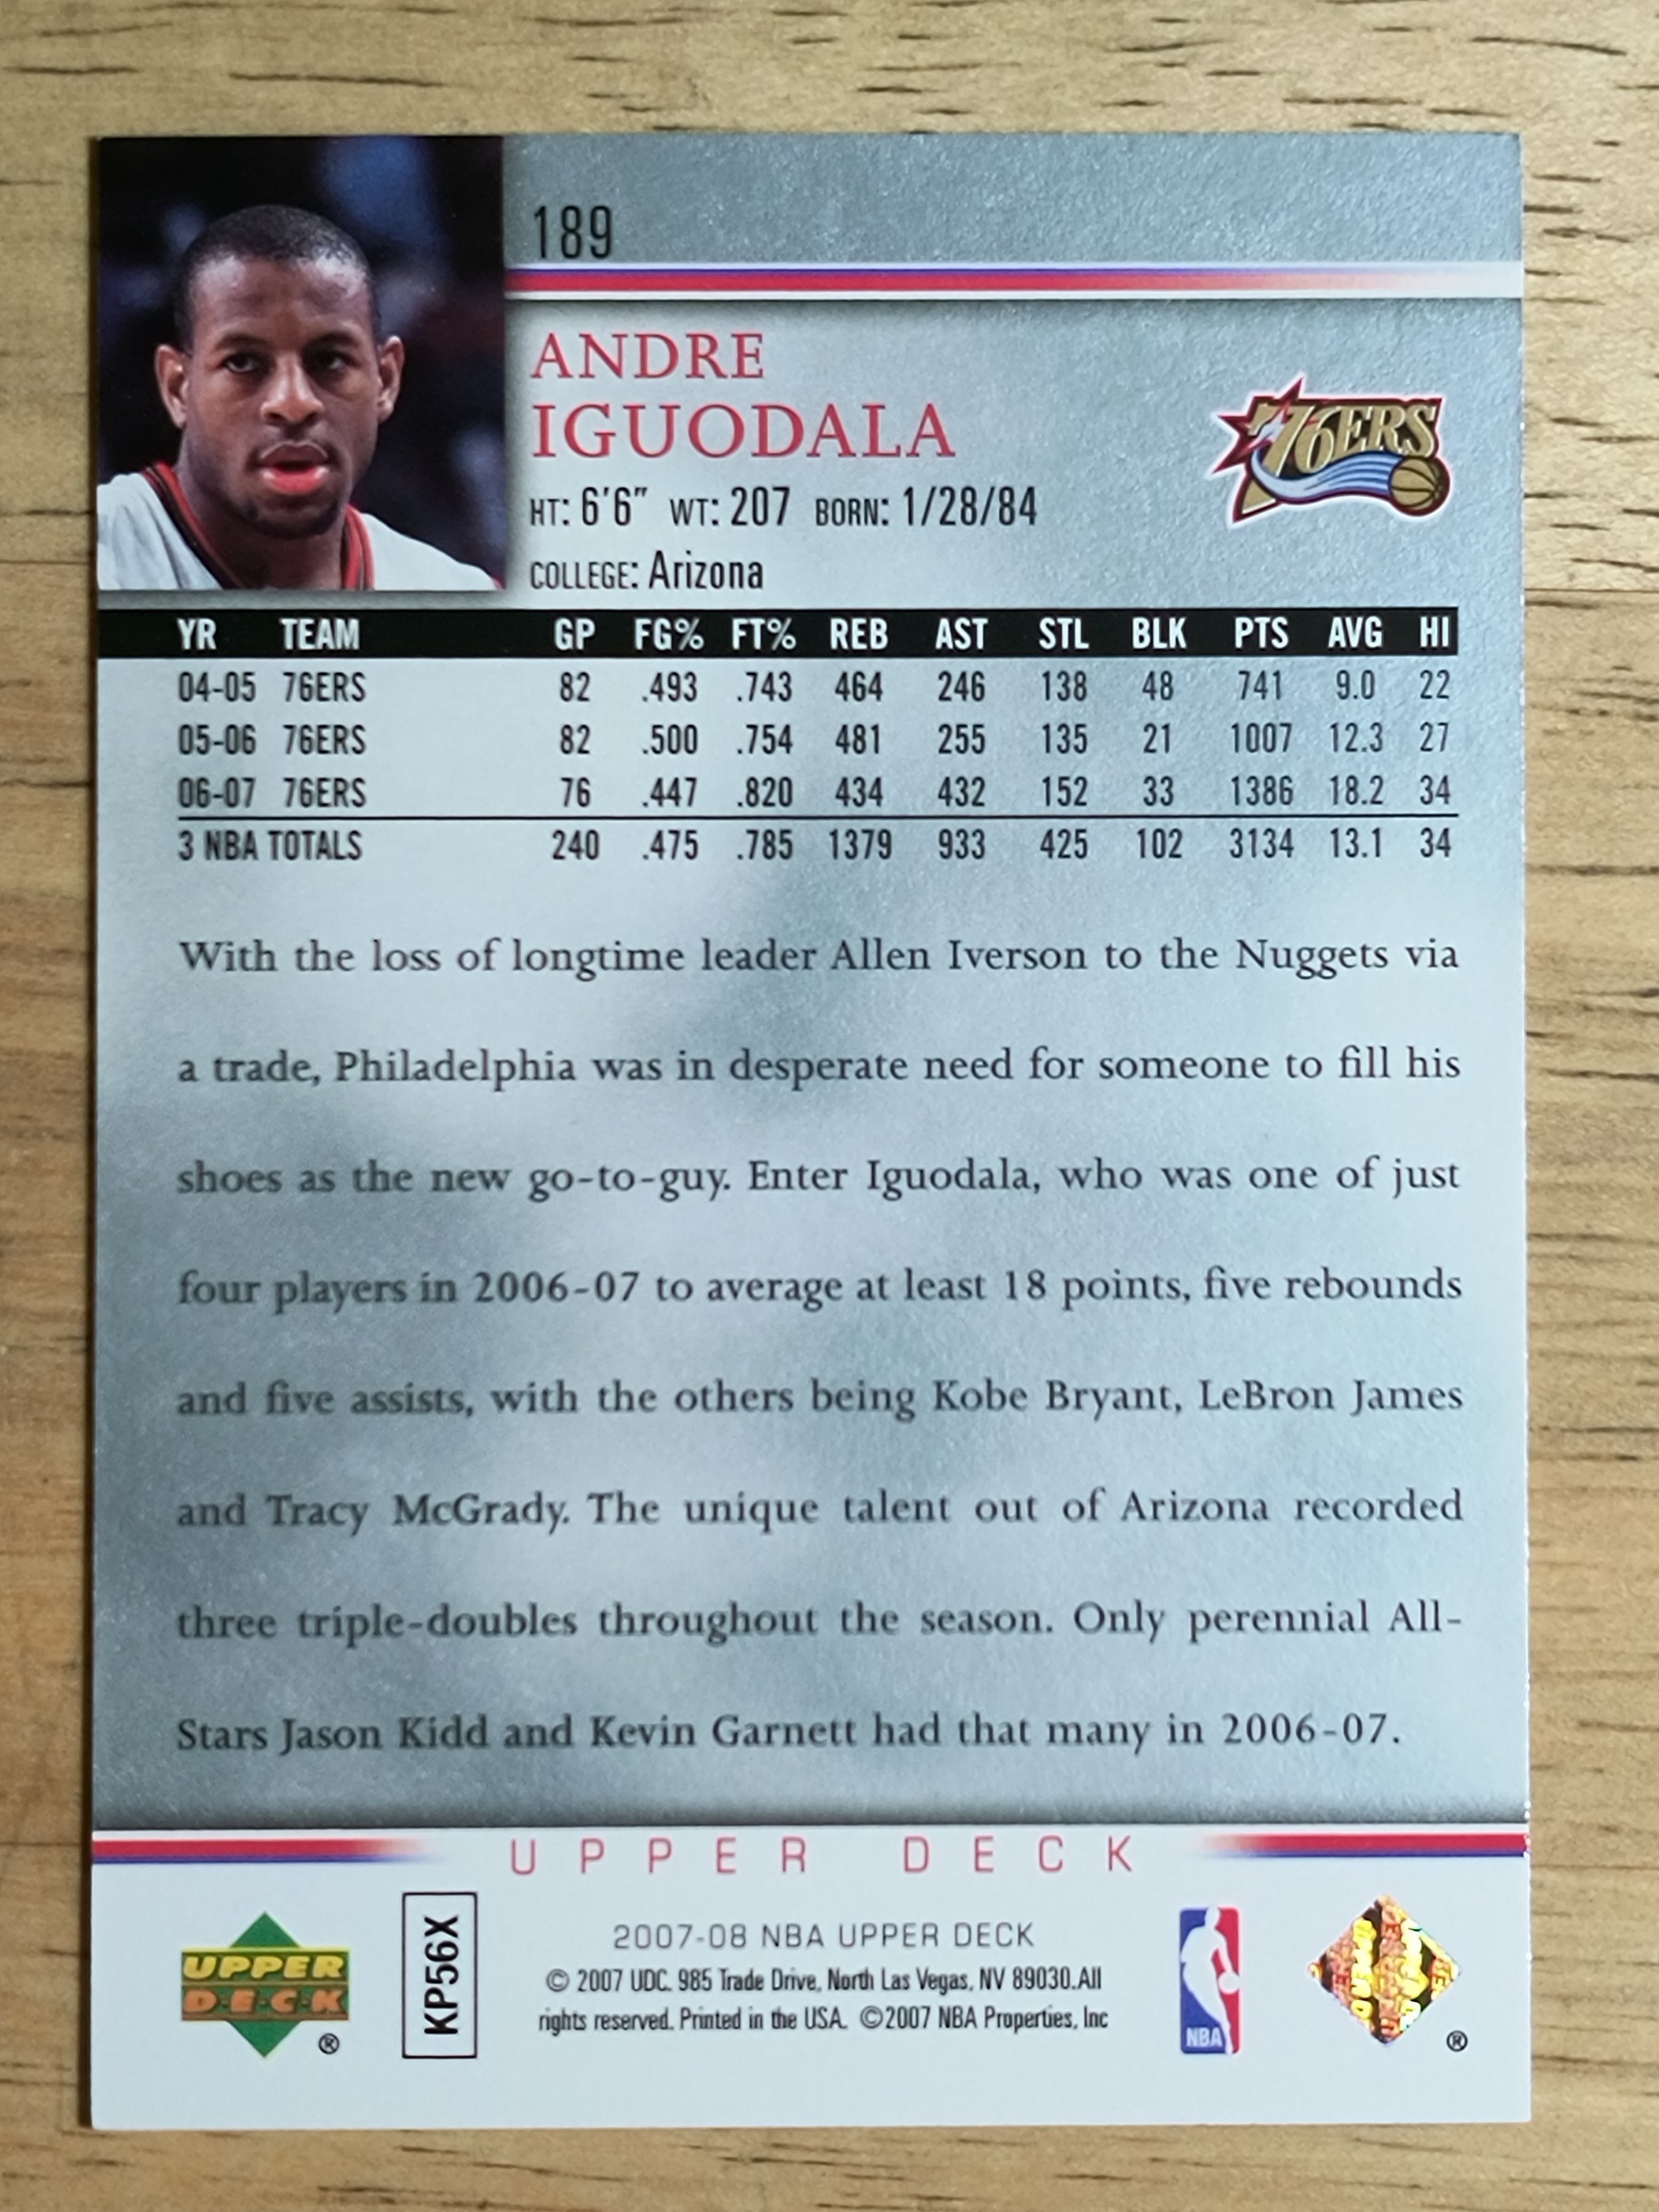 189
ANDRE
IGUODALA
76ERS
HT: 6'6" WT: 207 BORN: 1/28/84
COLLEGE: Arizona
YR TEAM GP FG% FT% REB AST STL BLK PTS AVG HI
04-05 76ERS 82 .493 .743 464 246 138 48 741 9.0 22
05-06 76ERS 82 .500 .754 481 255 135 21 1007 12.3 27
06-07 76ERS 76 .447 .820 434 432 152 33 1386 18.2 34
3 NBA TOTALS 240 .475 .785 1379 933 425 102 3134 13.1 34
With the loss of longtime leader Allen Iverson to the Nuggets via
a trade, Philadelphia was in desperate need for someone to fill his
shoes as the new go-to-guy. Enter Iguodala, who was one of just
four players in 2006-07 to average at least 18 points, five rebounds
and five assists, with the others being Kobe Bryant, LeBron James
and Tracy McGrady. The unique talent out of Arizona recorded
three triple-doubles throughout the season. Only perennial All-
Stars Jason Kidd and Kevin Garnett had that many in 2006-07.
UPPER DECK
UPPER
D·E·C·K
®
KP56X
2007-08 NBA UPPER DECK
© 2007 UDC. 985 Trade Drive, North Las Vegas, NV 89030.All
rights reserved. Printed in the USA. ©2007 NBA Properties, Inc
NBA
®